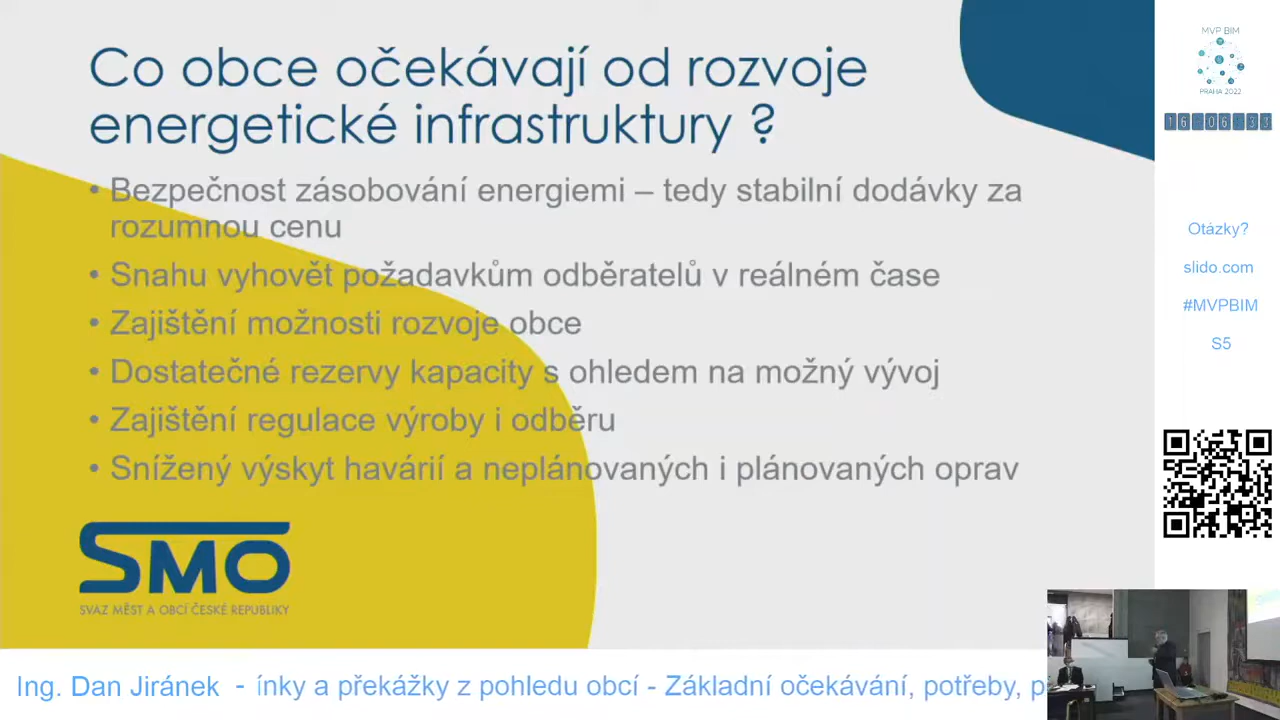 Co obce očekávají od rozvoje
energetické infrastruktury ?
• Bezpečnost zásobování energiemi – tedy stabilní dodávky za
rozumnou cenu
• Snahu vyhovět požadavkům odběratelů v reálném čase
• Zajištění možnosti rozvoje obce
• Dostatečné rezervy kapacity s ohledem na možný vývoj
• Zajištění regulace výroby i odběru
• Snížený výskyt havárií a neplánovaných i plánovaných oprav
SMO
SVAZ MĚST A OBCÍ ČESKÉ REPUBLIKY
MVP BIM
PRAHA 2022
16:06:33
Otázky?
slido.com
#MVPBIM
S5
Ing. Dan Jiránek - ínky a překážky z pohledu obcí - Základní očekávání, potřeby, p